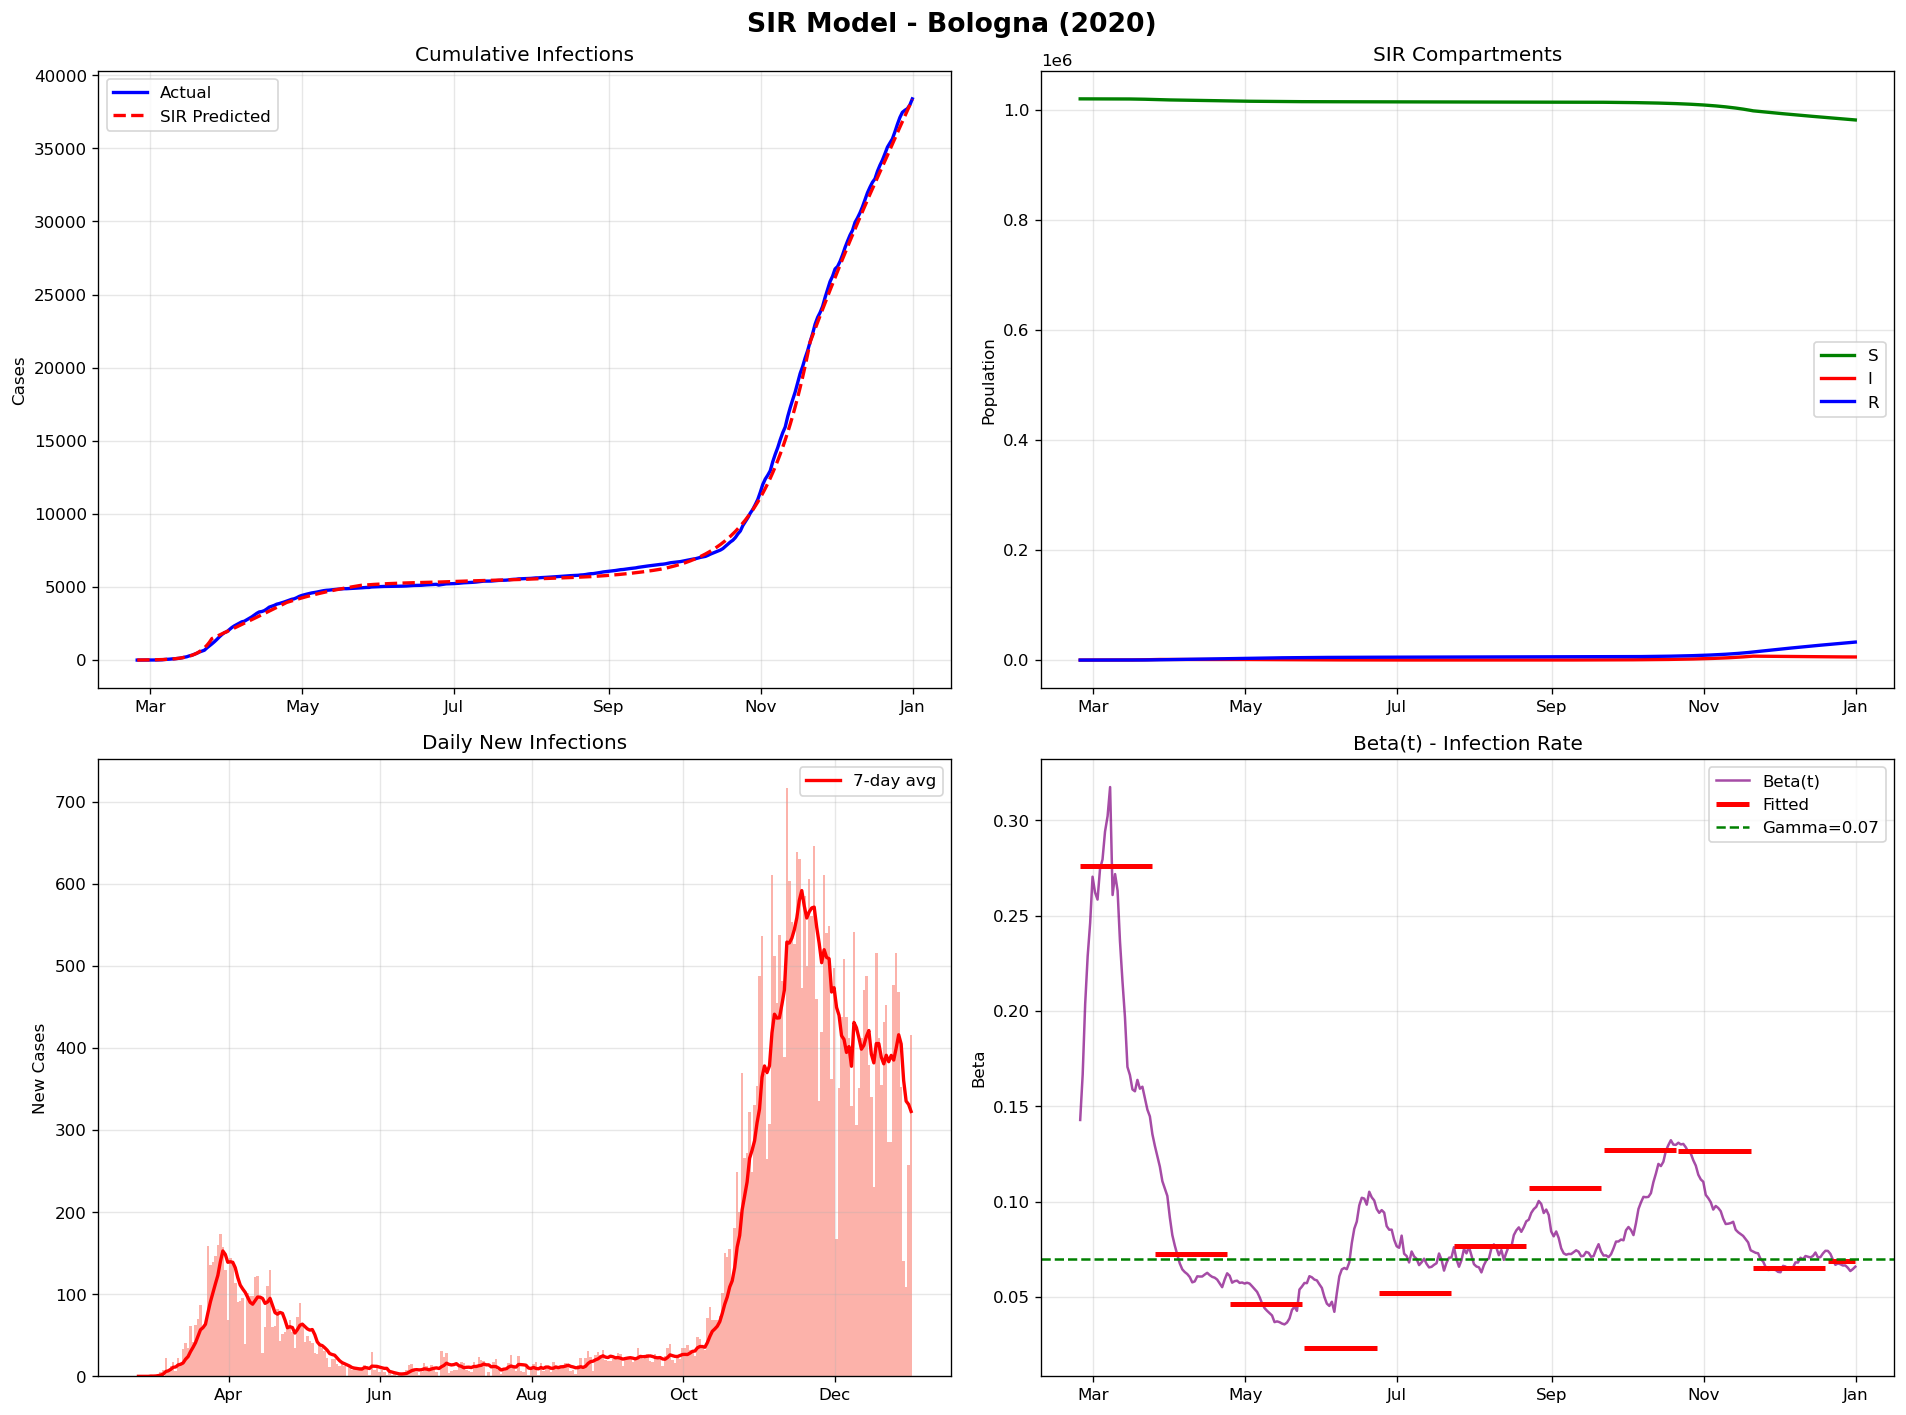 SIR Model - Bologna (2020)
Cumulative Infections
Actual
SIR Predicted
Cases
40000
35000
30000
25000
20000
15000
10000
5000
0
Mar May Jul Sep Nov Jan
SIR Compartments
1e6
S
I
R
Population
1.0
0.8
0.6
0.4
0.2
0.0
Mar May Jul Sep Nov Jan
Daily New Infections
7-day avg
New Cases
700
600
500
400
300
200
100
0
Apr Jun Aug Oct Dec
Beta(t) - Infection Rate
Beta(t)
Fitted
Gamma=0.07
Beta
0.30
0.25
0.20
0.15
0.10
0.05
Mar May Jul Sep Nov Jan